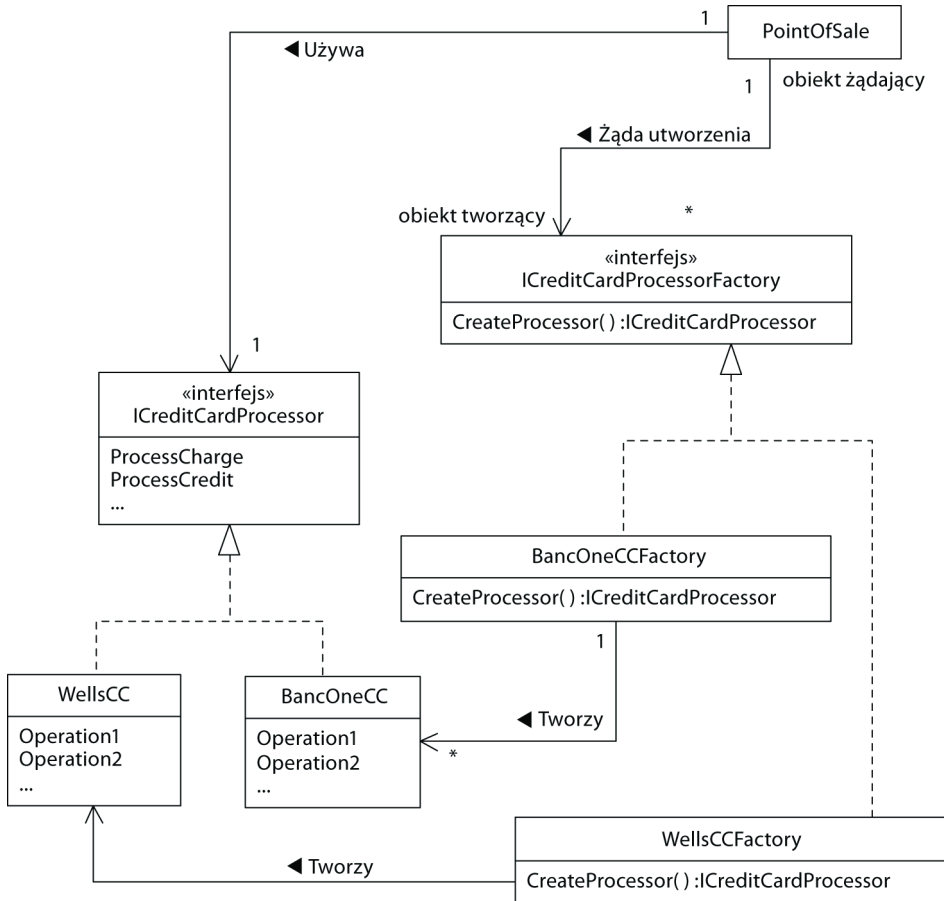 1
PointOfSale
◄ Używa
1
obiekt żądający
◄ Żąda utworzenia
obiekt tworzący
*
«interfejs»
ICreditCardProcessorFactory
CreateProcessor( ) :ICreditCardProcessor
1
«interfejs»
ICreditCardProcessor
ProcessCharge
ProcessCredit
...
BancOneCCFactory
CreateProcessor( ) :ICreditCardProcessor
1
WellsCC
Operation1
Operation2
...
BancOneCC
Operation1
Operation2
...
◄ Tworzy
*
WellsCCFactory
CreateProcessor( ) :ICreditCardProcessor
◄ Tworzy